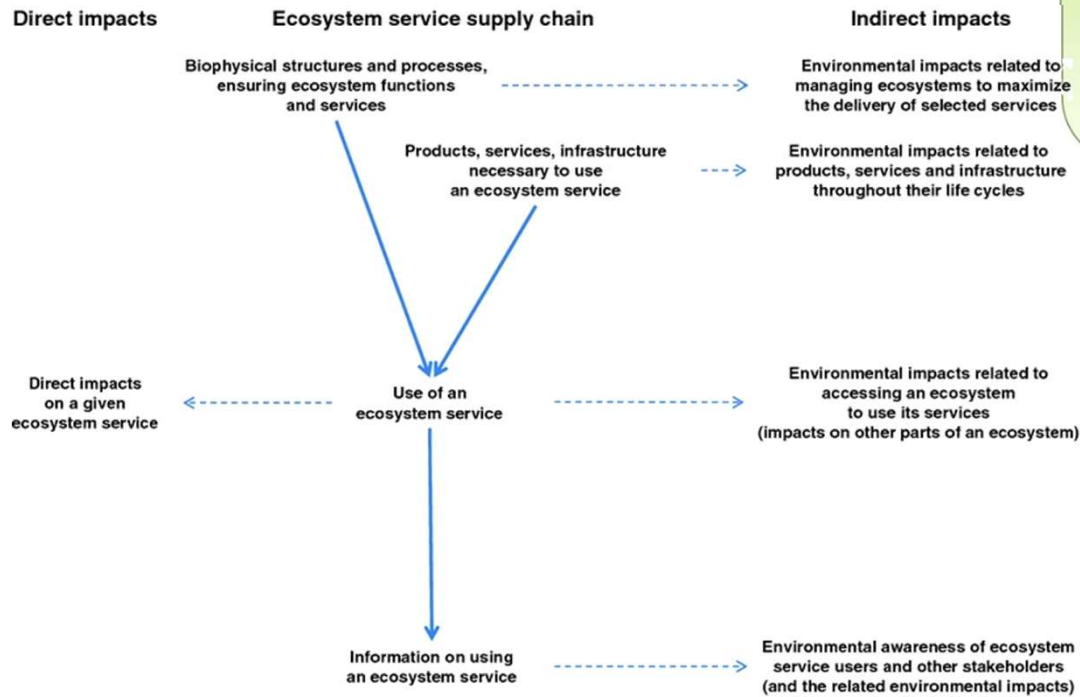 Direct impacts
Ecosystem service supply chain
Indirect impacts
Biophysical structures and processes,
ensuring ecosystem functions
and services
Environmental impacts related to
managing ecosystems to maximize
the delivery of selected services
Products, services, infrastructure
necessary to use
an ecosystem service
Environmental impacts related to
products, services and infrastructure
throughout their life cycles
Direct impacts
on a given
ecosystem service
Use of an
ecosystem service
Environmental impacts related to
accessing an ecosystem
to use its services
(impacts on other parts of an ecosystem)
Information on using
an ecosystem service
Environmental awareness of ecosystem
service users and other stakeholders
(and the related environmental impacts)